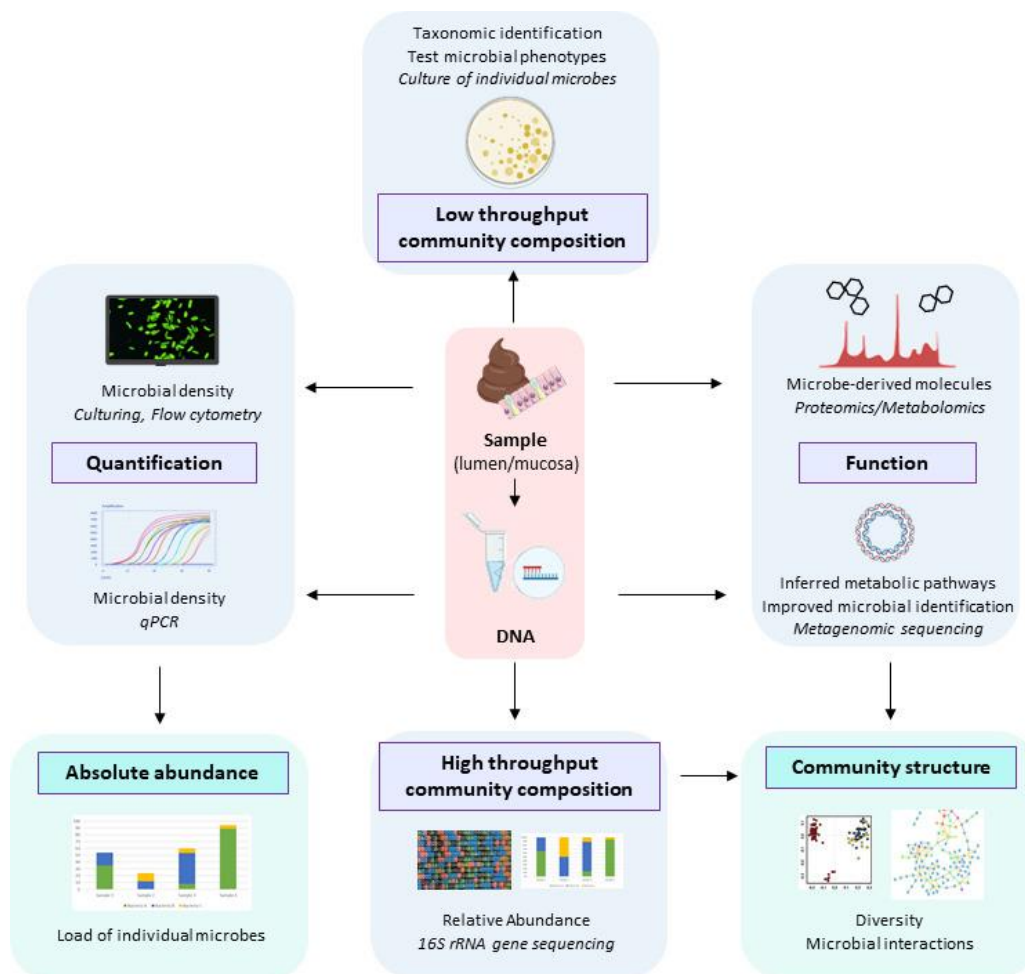 Taxonomic identification
Test microbial phenotypes
Culture of individual microbes
Low throughput
community composition
Microbial density
Culturing, Flow cytometry
Quantification
Microbial density
qPCR
Sample
(lumen/mucosa)
DNA
Microbe-derived molecules
Proteomics/Metabolomics
Function
Inferred metabolic pathways
Improved microbial identification
Metagenomic sequencing
Absolute abundance
Load of individual microbes
High throughput
community composition
Relative Abundance
16S rRNA gene sequencing
Community structure
Diversity
Microbial interactions